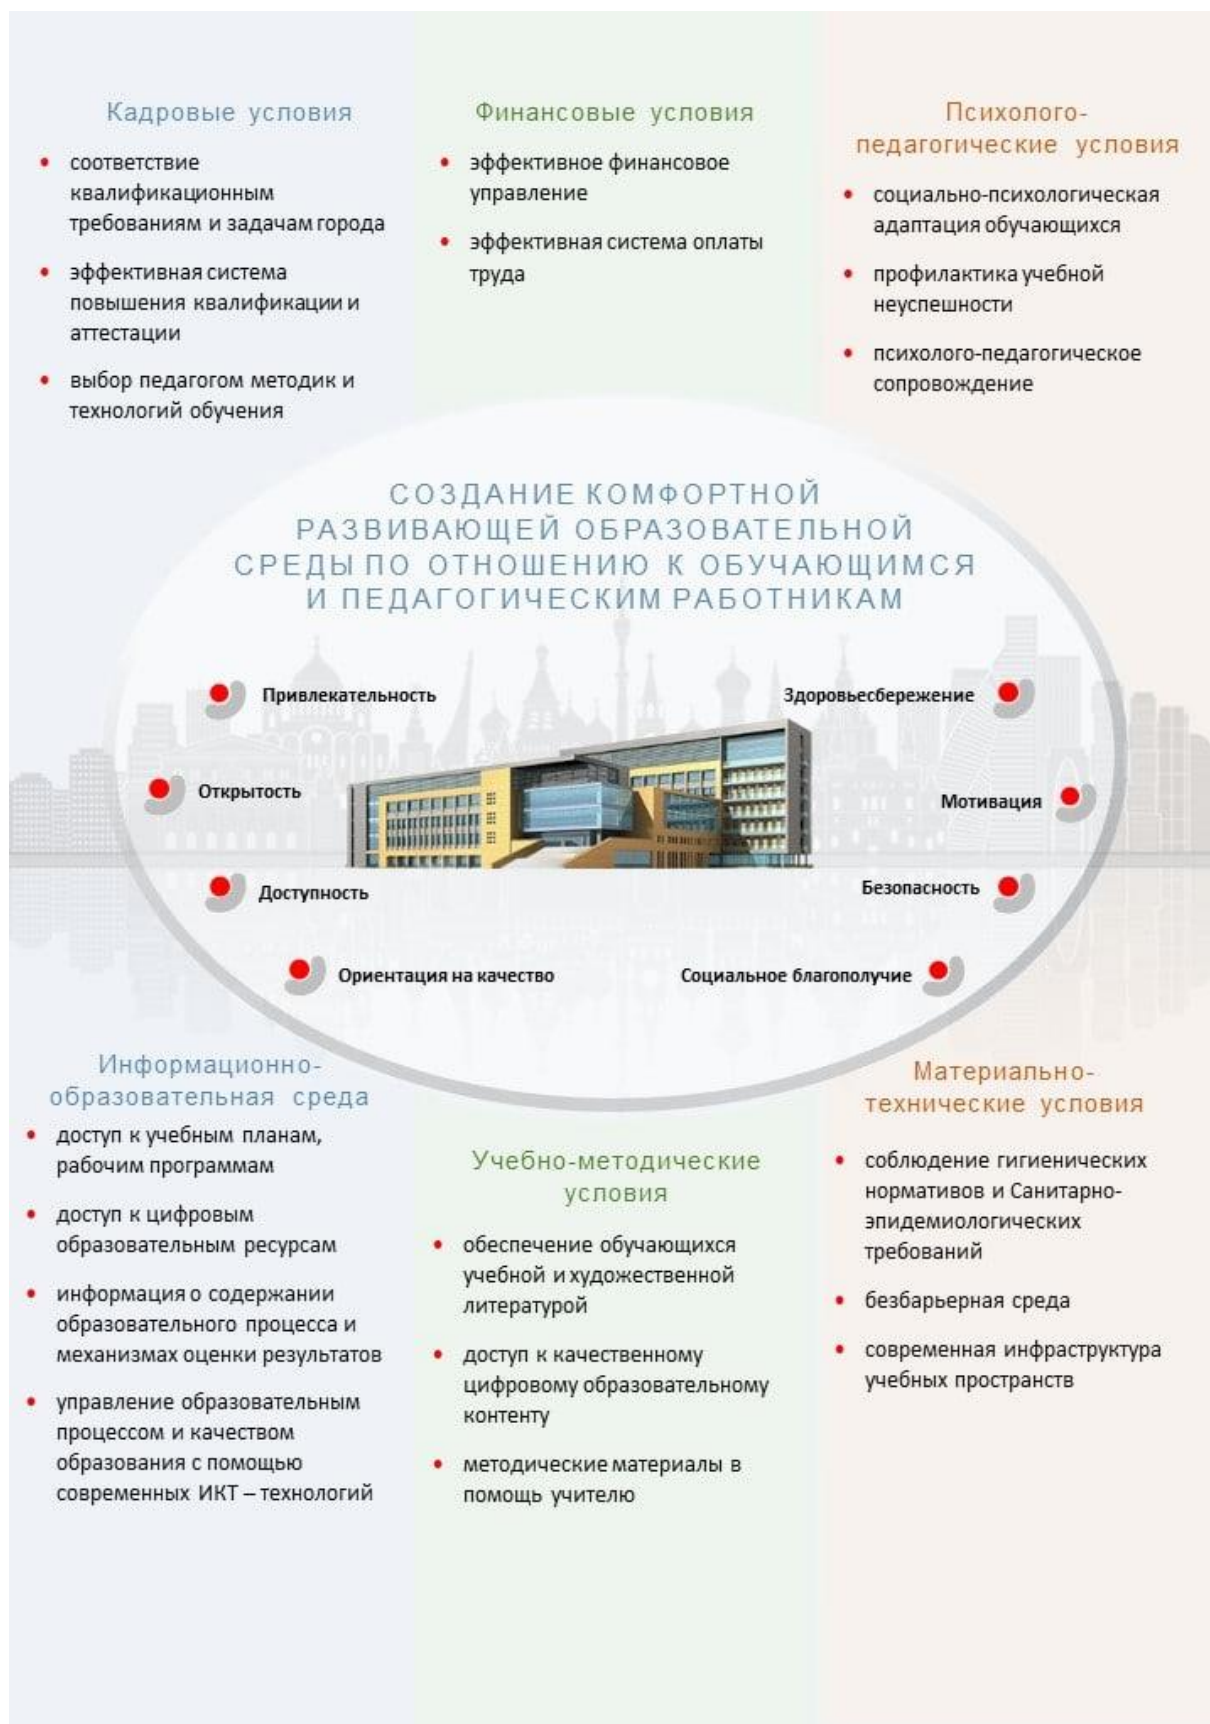 Кадровые условия
соответствие
квалификационным
требованиям и задачам города
эффективная система
повышения квалификации и
аттестации
выбор педагогом методик и
технологий обучения
Финансовые условия
эффективное финансовое
управление
эффективная система оплаты
труда
Психолого-
педагогические условия
социально-психологическая
адаптация обучающихся
профилактика учебной
неуспешности
психолого-педагогическое
сопровождение
СОЗДАНИЕ КОМФОРТНОЙ
РАЗВИВАЮЩЕЙ ОБРАЗОВАТЕЛЬНОЙ
СРЕДЫ ПО ОТНОШЕНИЮ К ОБУЧАЮЩИМСЯ
И ПЕДАГОГИЧЕСКИМ РАБОТНИКАМ
Привлекательность
Здоровьесбережение
Открытость
Мотивация
Доступность
Безопасность
Ориентация на качество
Социальное благополучие
Информационно-
образовательная среда
доступ к учебным планам,
рабочим программам
доступ к цифровым
образовательным ресурсам
информация о содержании
образовательного процесса и
механизмах оценки результатов
управление образовательным
процессом и качеством
образования с помощью
современных ИКТ – технологий
Учебно-методические
условия
обеспечение обучающихся
учебной и художественной
литературой
доступ к качественному
цифровому образовательному
контенту
методические материалы в
помощь учителю
Материально-
технические условия
соблюдение гигиенических
нормативов и Санитарно-
эпидемиологических
требований
безбарьерная среда
современная инфраструктура
учебных пространств